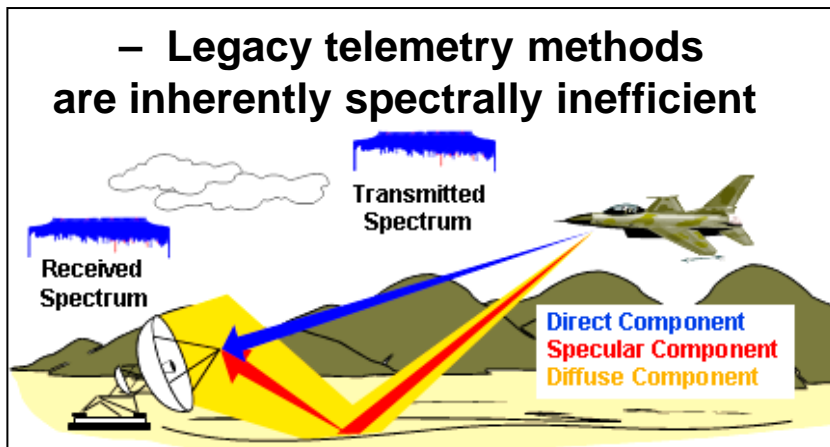 – Legacy telemetry methods
are inherently spectrally inefficient
Transmitted
Spectrum
Received
Spectrum
Direct Component
Specular Component
Diffuse Component